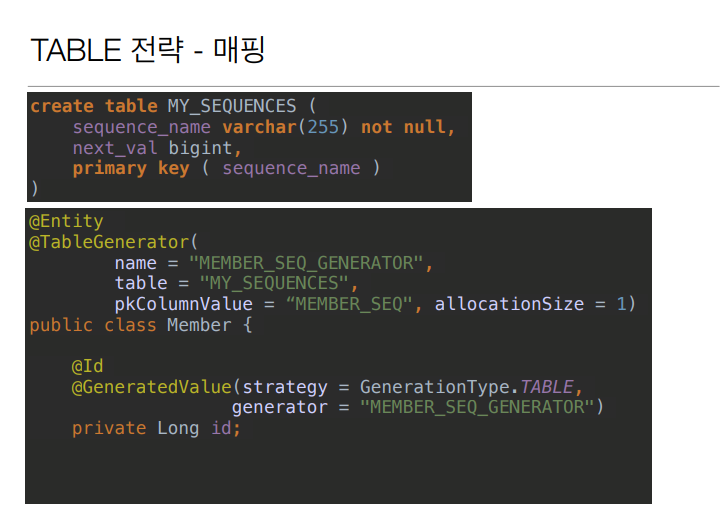 TABLE 전략 - 매핑
create table MY_SEQUENCES (
sequence_name varchar(255) not null,
next_val bigint,
primary key ( sequence_name )
)
@Entity
@TableGenerator(
name = "MEMBER_SEQ_GENERATOR",
table = "MY_SEQUENCES",
pkColumnValue = “MEMBER_SEQ", allocationSize = 1)
public class Member {
@Id
@GeneratedValue(strategy = GenerationType.TABLE,
generator = "MEMBER_SEQ_GENERATOR")
private Long id;